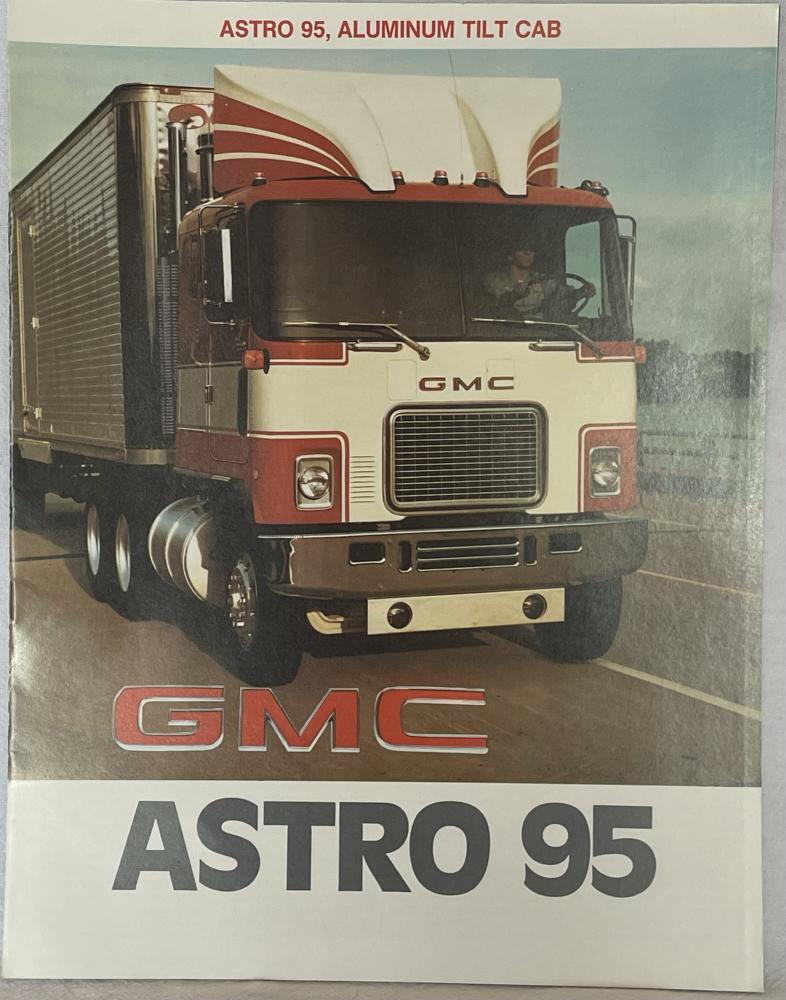 ASTRO 95, ALUMINUM TILT CAB
GMC
GMC
ASTRO 95